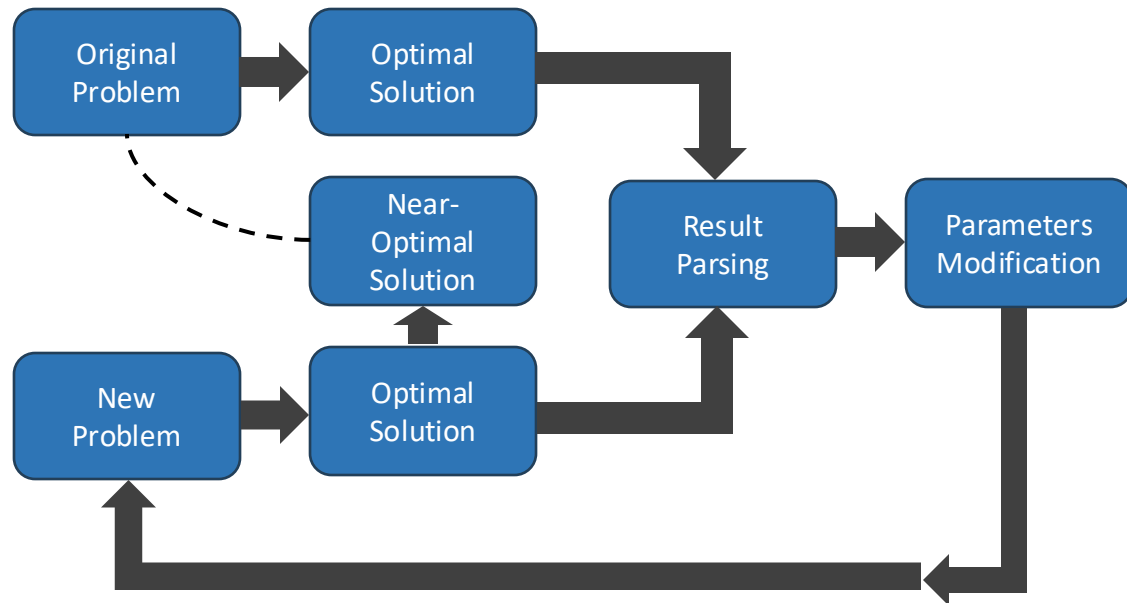 Original
Problem
Optimal
Solution
Near-
Optimal
Solution
Result
Parsing
Parameters
Modification
New
Problem
Optimal
Solution